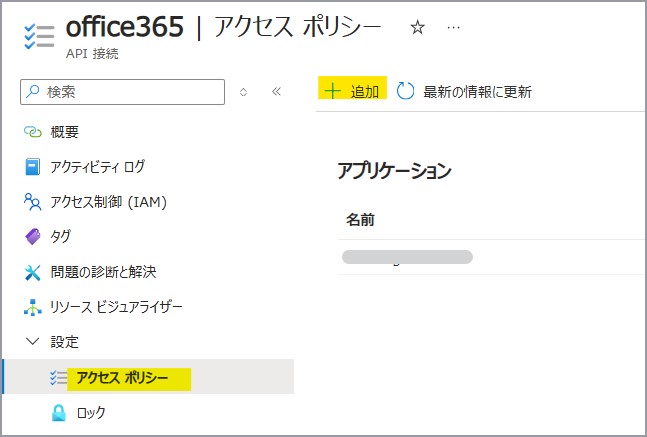 office365 | アクセス ポリシー ☆ …
API 接続
検索
追加 最新の情報に更新
概要
アクティビティ ログ
アクセス制御 (IAM)
タグ
問題の診断と解決
リソース ビジュアライザー
設定
アクセス ポリシー
ロック
アプリケーション
名前